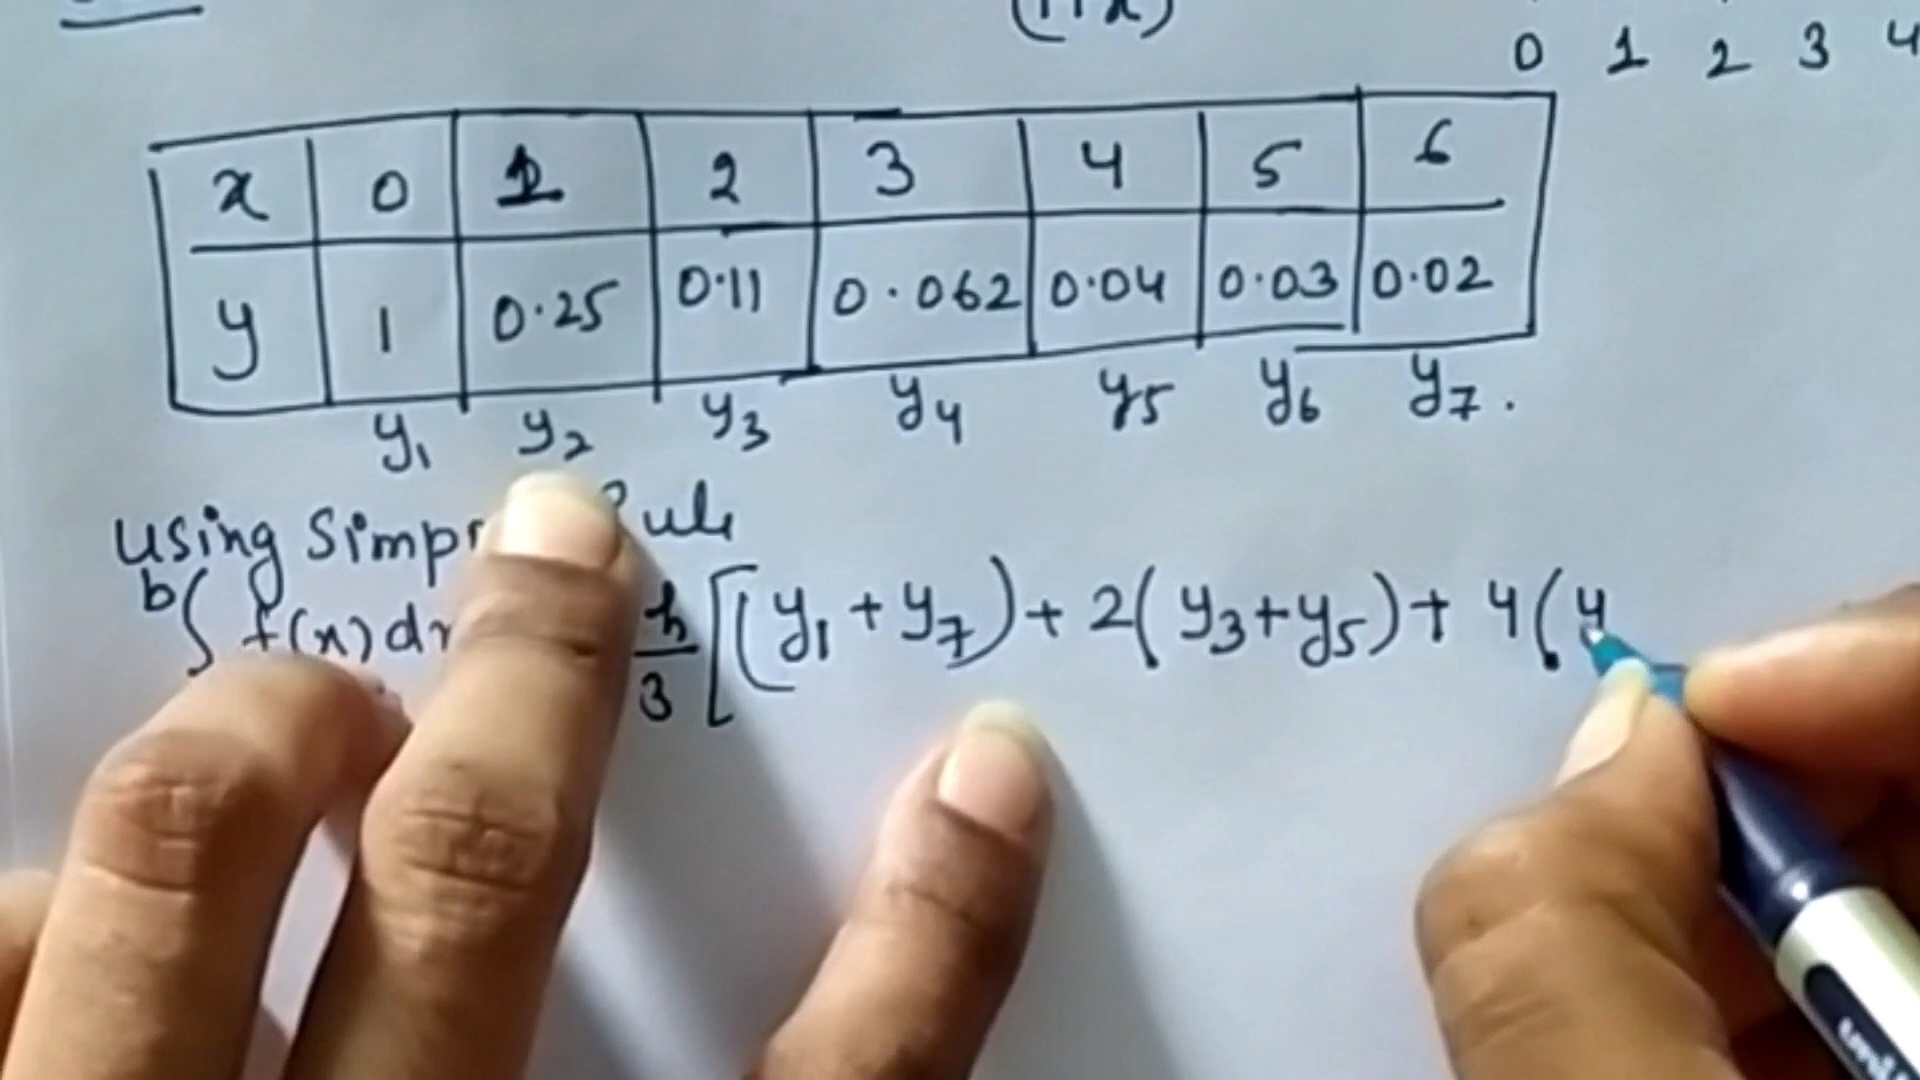 0 1 2 3 4
x 0 1 2 3 4 5 6
y 1 0.25 0.11 0.062 0.04 0.03 0.02
y1 y2 y3 y4 y5 y6 y7.
using Rule
b∫ f(x)dx h/3 [(y1 + y7) + 2(y3+y5) + 4(y